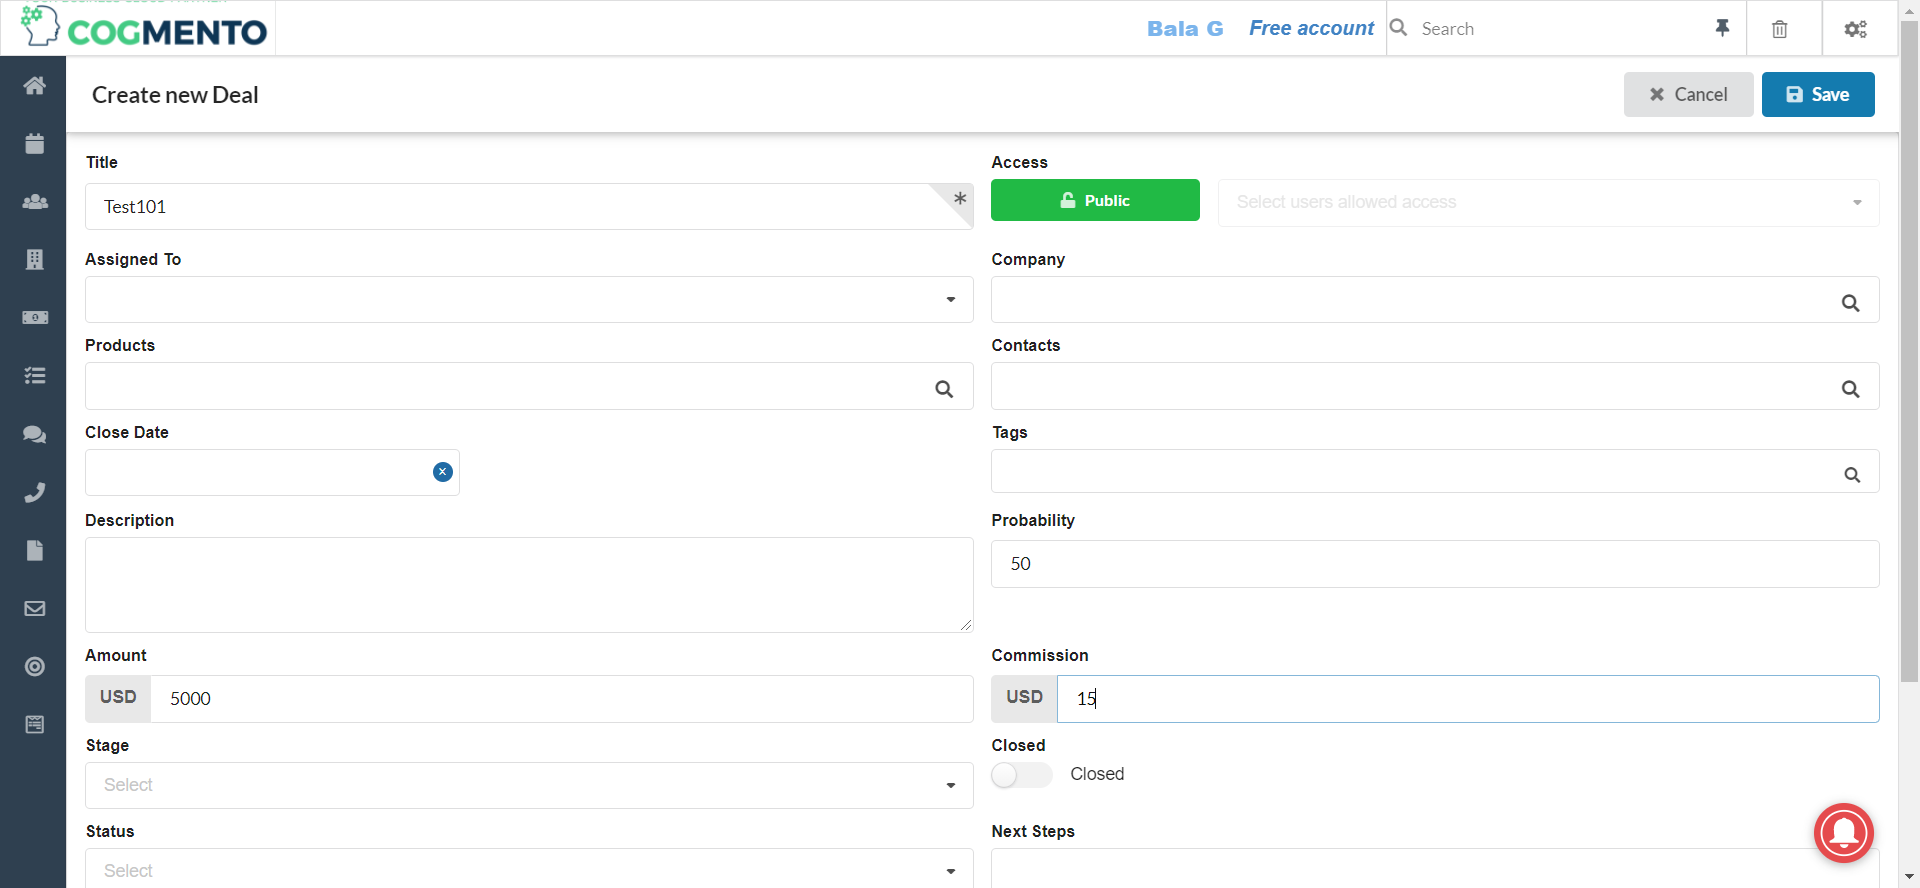 COGMENTO
Bala G
Free account
Search
Create new Deal
Cancel
Save
Title
Test101
*
Access
Public
Select users allowed access
Assigned To
Company
Products
Contacts
Close Date
Tags
Description
Probability
50
Amount
USD
5000
Commission
USD
15
Stage
Select
Closed
Closed
Status
Select
Next Steps